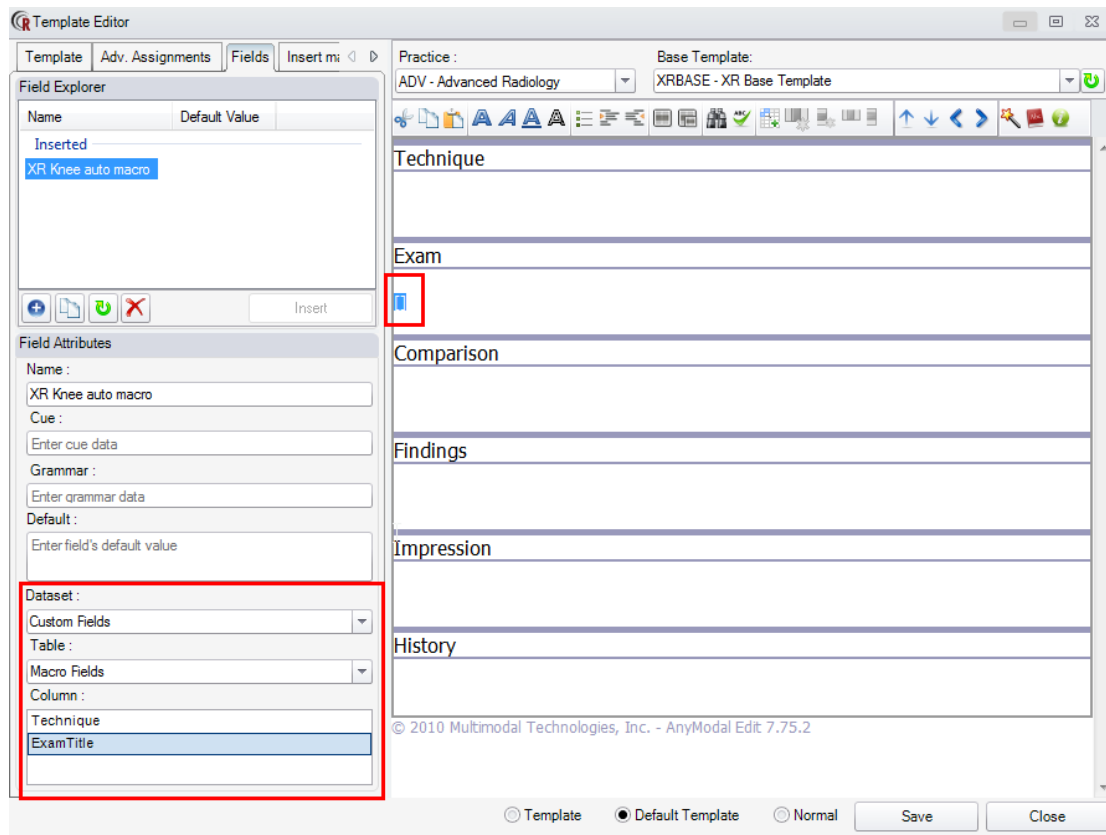 Template Editor
Template Adv. Assignments Fields Insert ma
Field Explorer
Name Default Value
Inserted
XR Knee auto macro
Insert
Field Attributes
Name :
XR Knee auto macro
Cue :
Enter cue data
Grammar :
Enter grammar data
Default :
Enter field's default value
Dataset :
Custom Fields
Table :
Macro Fields
Column :
Technique
ExamTitle
Practice : Base Template:
ADV - Advanced Radiology XRBASE - XR Base Template
Technique
Exam
Comparison
Findings
Impression
History
© 2010 Multimodal Technologies, Inc. - AnyModal Edit 7.75.2
Template Default Template Normal Save Close